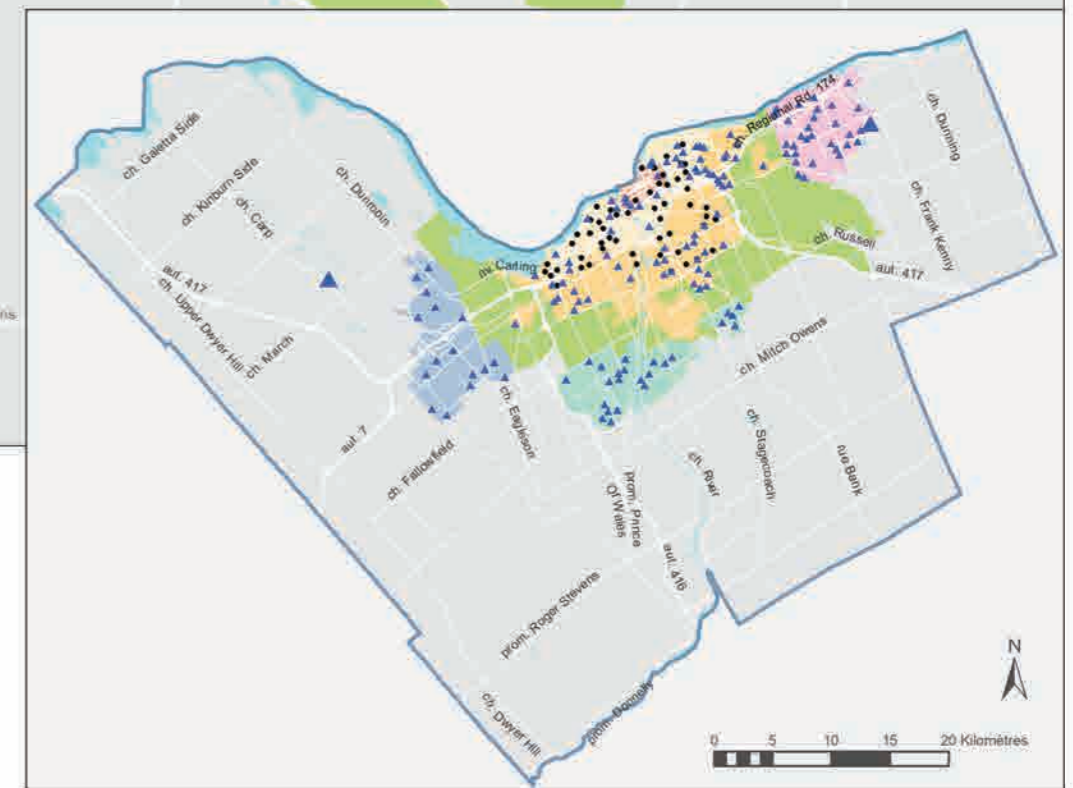 ns
ch. Galetta Side
ch. Kinburn Side
ch. Carp
ch. Dunrobin
aut. 417
ch. Upper Dwyer Hill
ch. March
aut. 7
ch. Fallowfield
ch. Eagleson
av. Carling
ch. Regional Rd. 174
ch. Dunning
ch. Frank Kenny
ch. Russell
aut. 417
ch. Mitch Owens
ch. Stagecoach
rue Bank
ch. River
prom. Prince
Of Wales
aut. 416
prom. Roger Stevens
prom. Donnelly
ch. Dwyer Hill
N
0 5 10 15 20 Kilomètres